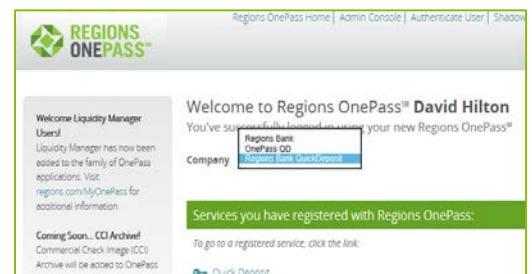 REGIONS
ONEPASS℠
Regions OnePass Home | Admin Console | Authenticate User | Shadow
Welcome Liquidity Manager
Users!
Liquidity Manager has now been
added to the family of OnePass
applications. Visit
regions.com/MyOnePass for
additional information.
Coming Soon... CCI Archive!
Commercial Check Image (CCI)
Archive will be added to OnePass
Welcome to Regions OnePass℠ David Hilton
You've successfully logged in using your new Regions OnePass℠
Company
Regions Bank
OnePass QD
Regions Bank QuickDeposit
Services you have registered with Regions OnePass:
To go to a registered service, click the link:
Quick Deposit